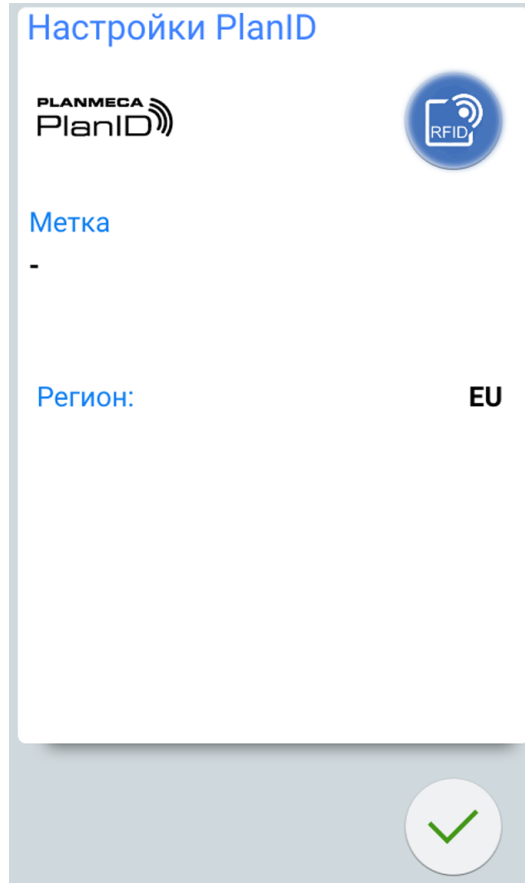 Настройки PlanID
PLANMECA
PlanID
RFID
Метка
-
Регион: EU